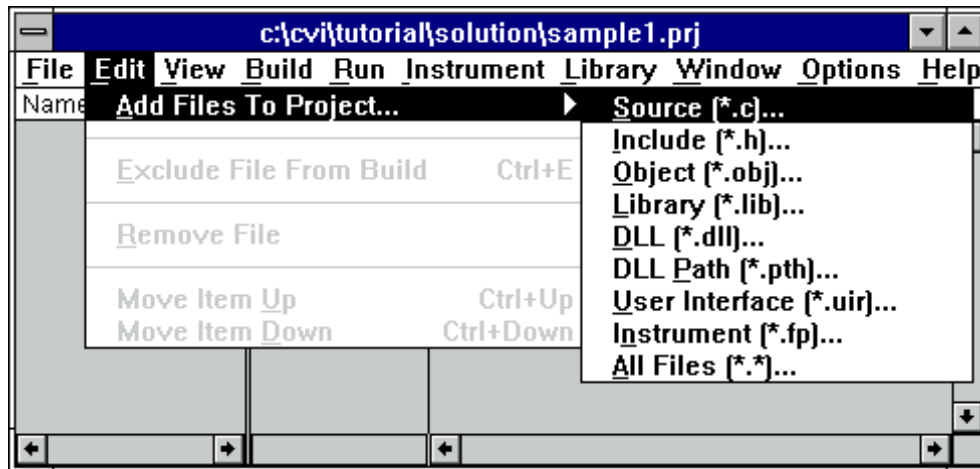 c:\cvi\tutorial\solution\sample1.prj
File Edit View Build Run Instrument Library Window Options Help
Name
Add Files To Project...
Exclude File From Build Ctrl+E
Remove File
Move Item Up Ctrl+Up
Move Item Down Ctrl+Down
Source (*.c)...
Include (*.h)...
Object (*.obj)...
Library (*.lib)...
DLL (*.dll)...
DLL Path (*.pth)...
User Interface (*.uir)...
Instrument (*.fp)...
All Files (*.*)...